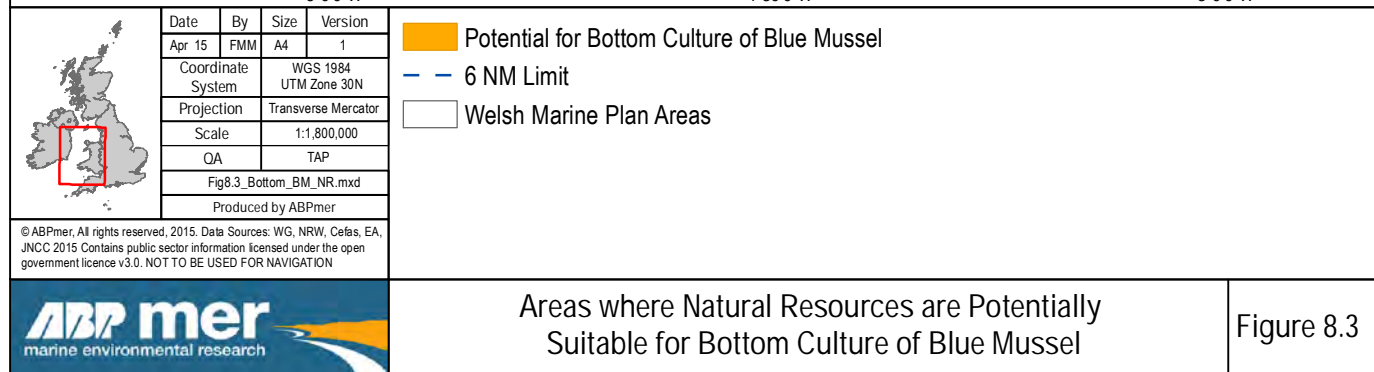 Date By Size Version
Apr 15 FMM A4 1
Coordinate System WGS 1984 UTM Zone 30N
Projection Transverse Mercator
Scale 1:1,800,000
QA TAP
Fig8.3_Bottom_BM_NR.mxd
Produced by ABPmer
© ABPmer, All rights reserved, 2015. Data Sources: WG, NRW, Cefas, EA,
JNCC 2015 Contains public sector information licensed under the open
government licence v3.0. NOT TO BE USED FOR NAVIGATION
Potential for Bottom Culture of Blue Mussel
6 NM Limit
Welsh Marine Plan Areas
ABP mer
marine environmental research
Areas where Natural Resources are Potentially
Suitable for Bottom Culture of Blue Mussel
Figure 8.3